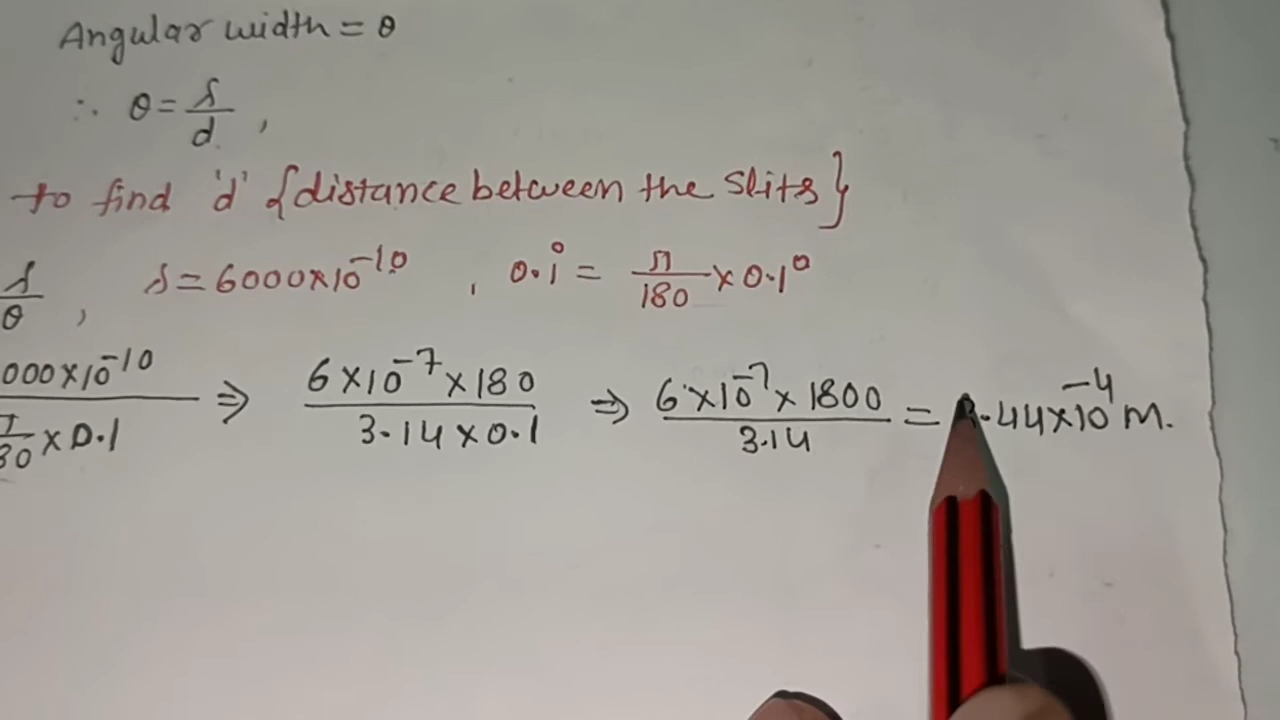 Angular width = θ
∴ θ = λ/d ,
to find 'd' {distance between the slits}
λ/θ , λ = 6000×10⁻¹⁰ , 0.1° = π/180 × 0.1°
000×10⁻¹⁰ / 80 × 0.1 ⇒ 6×10⁻⁷×180 / 3.14×0.1 ⇒ 6×10⁻⁷×1800 / 3.14 = .44×10⁻⁴ m.